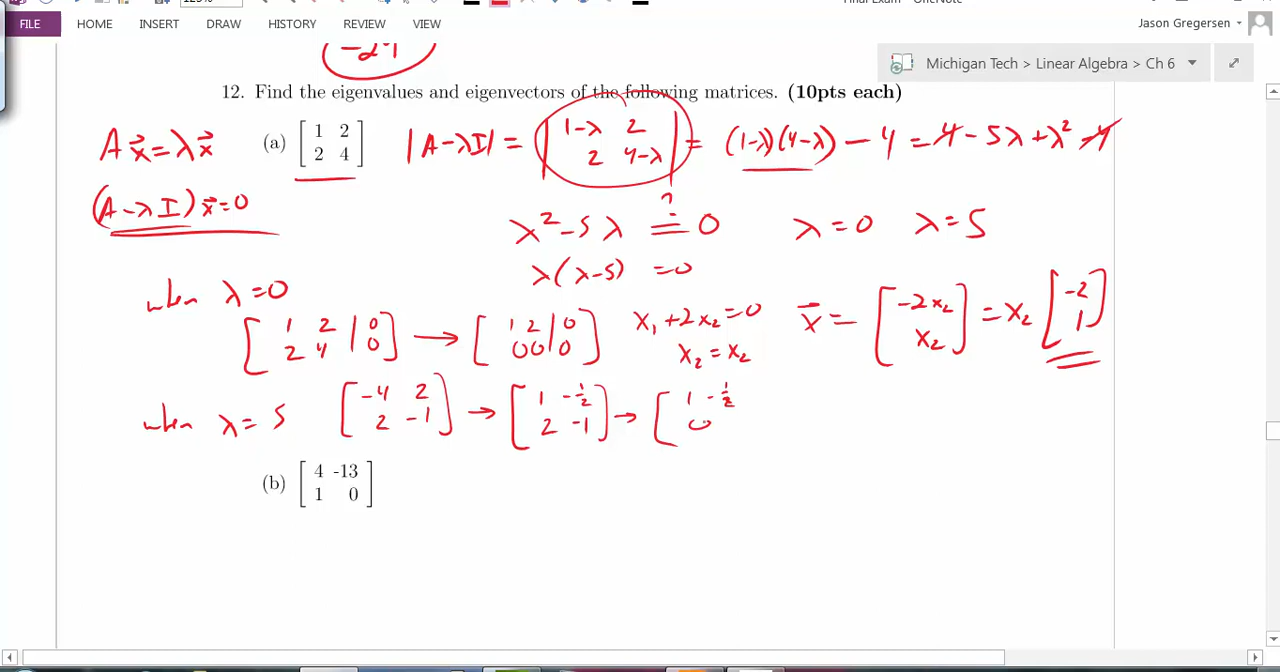 Final Exam - OneNote
FILE HOME INSERT DRAW HISTORY REVIEW VIEW Jason Gregersen
Michigan Tech > Linear Algebra > Ch 6
12. Find the eigenvalues and eigenvectors of the following matrices. (10pts each)
Ax⃗ = λx⃗ (a) [1 2; 2 4] |A-λI| = |1-λ 2; 2 4-λ| = (1-λ)(4-λ) - 4 = 4 - 5λ + λ² - 4
(A-λI)x⃗ = 0
λ² - 5λ ≟ 0 λ = 0 λ = 5
λ(λ-5) = 0
when λ = 0
[1 2 | 0; 2 4 | 0] → [1 2 | 0; 0 0 | 0] x₁ + 2x₂ = 0 x₂ = x₂ x⃗ = [-2x₂; x₂] = x₂ [-2; 1]
when λ = 5 [-4 2; 2 -1] → [1 -1/2; 2 -1] → [1 -1/2; 0
(b) [4 -13; 1 0]